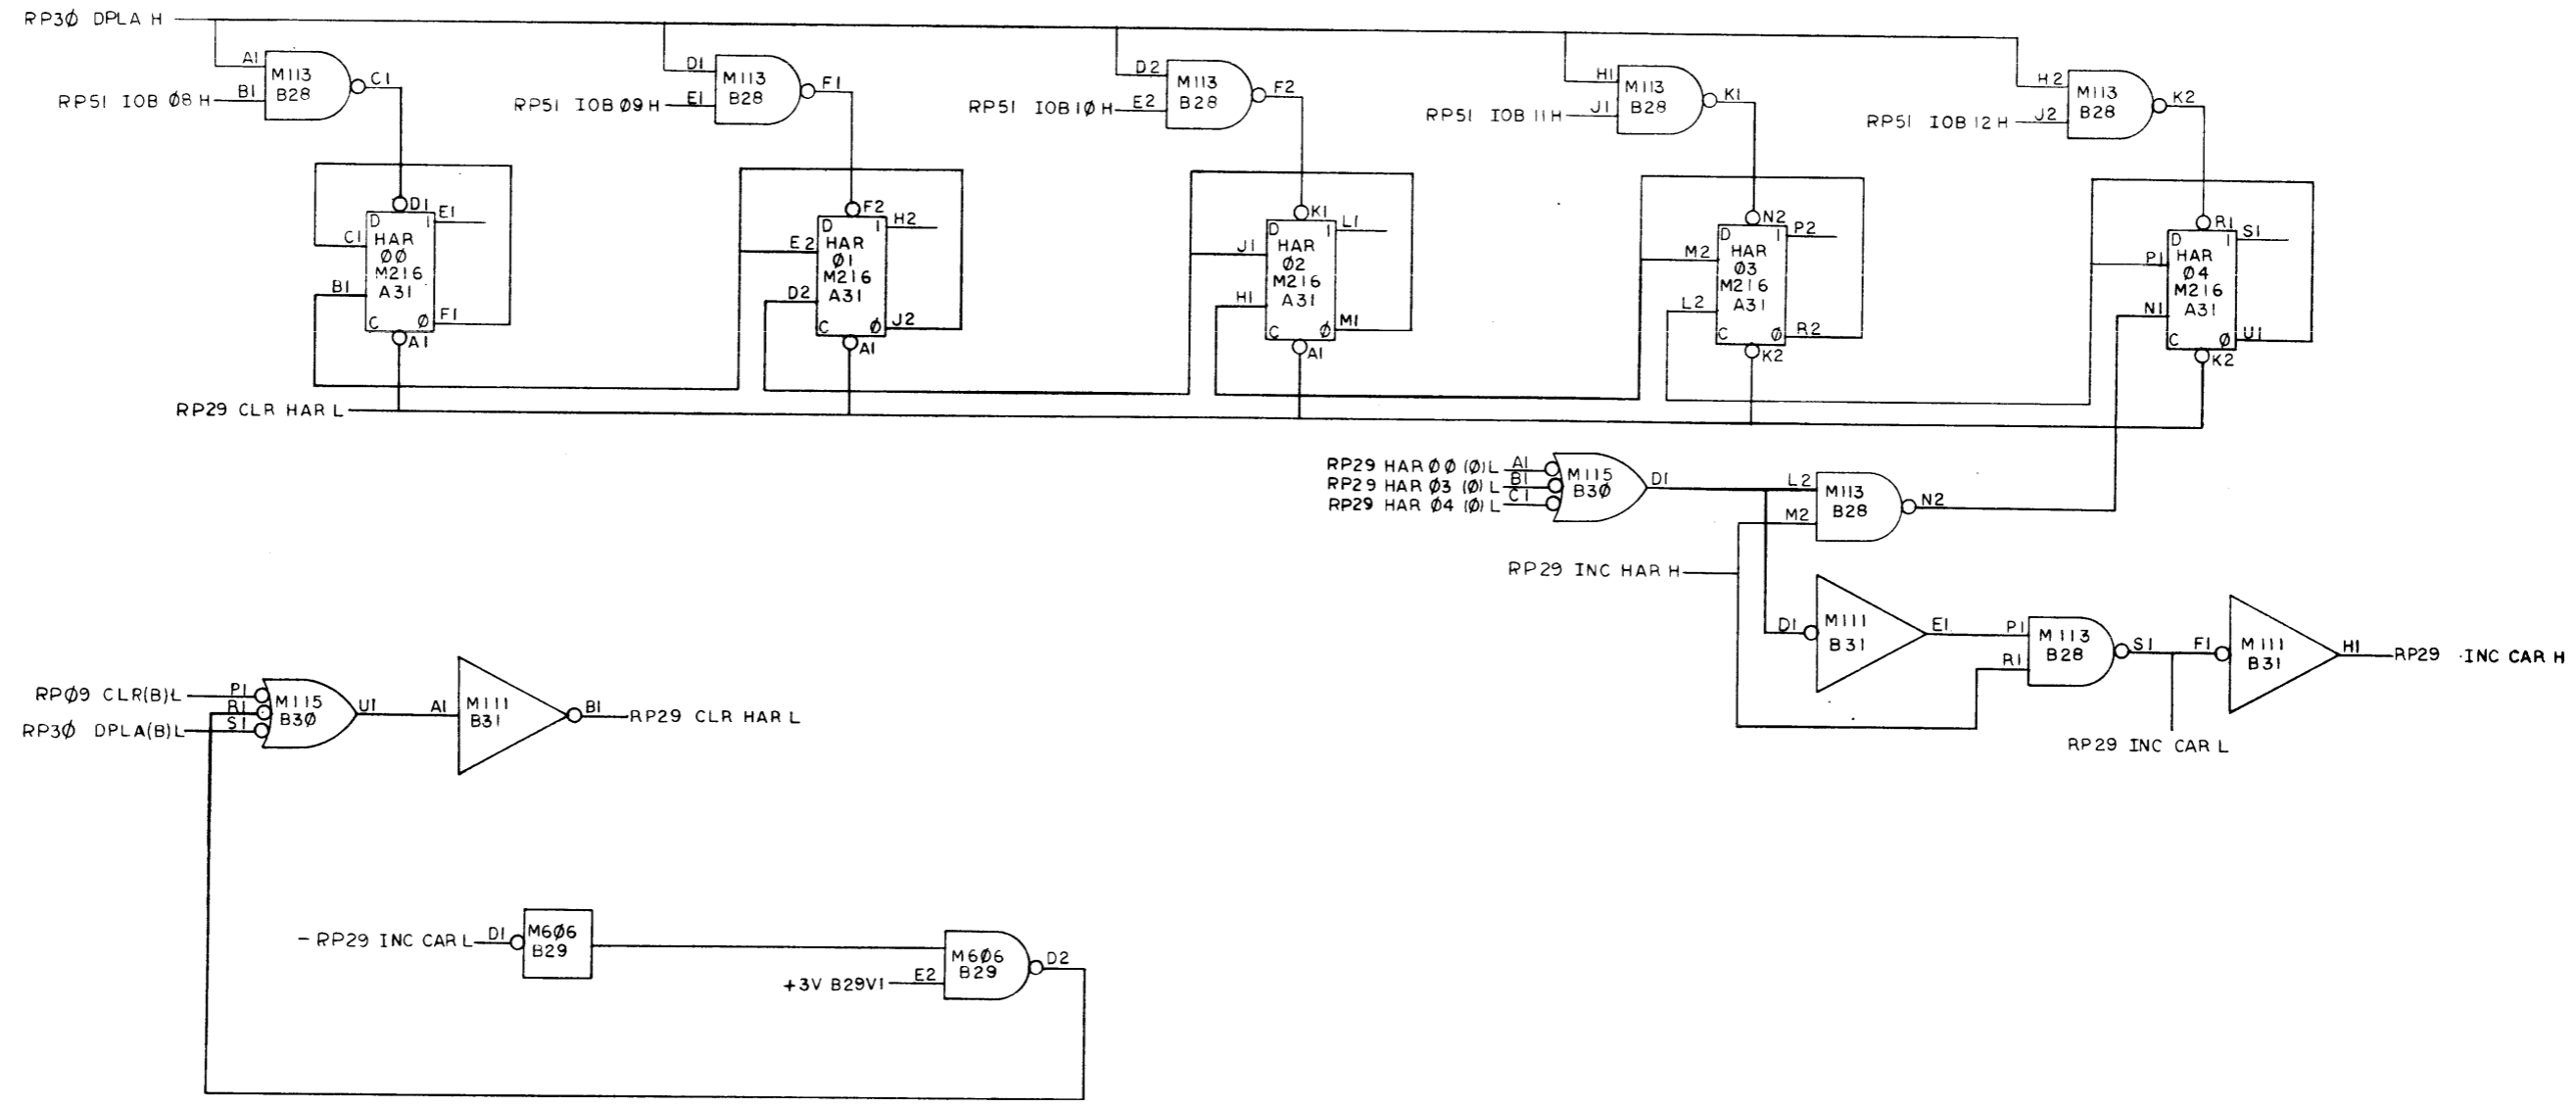 RP3Ø DPLA H
A1 M113 B28 C1
RP51 IOB Ø8 H B1
D1 M113 B28 F1
RP51 IOB Ø9 H E1
D2 M113 B28 F2
RP51 IOB 1Ø H E2
H1 M113 B28 K1
RP51 IOB 11 H J1
H2 M113 B28 K2
RP51 IOB 12 H J2
D1
D 1 E1
C1 HAR
ØØ
M216
B1 A31
C Ø F1
A1
F2
D 1 H2
E2 HAR
Ø1
M216
D2 A31
C Ø J2
A1
K1
D 1 L1
J1 HAR
Ø2
M216
H1 A31
C Ø M1
A1
N2
D 1 P2
M2 HAR
Ø3
M216
L2 A31
C Ø R2
K2
R1
D 1 S1
P1 HAR
Ø4
M216
N1 A31
C Ø U1
K2
RP29 CLR HAR L
RP29 HAR ØØ (Ø) L A1
RP29 HAR Ø3 (Ø) L B1
RP29 HAR Ø4 (Ø) L C1
M115
B3Ø
D1
L2 M113
M2 B28
N2
RP29 INC HAR H
D1 M111
B31
E1
P1 M113
R1 B28
S1
F1 M111
B31
H1
RP29 INC CAR H
RP29 INC CAR L
RPØ9 CLR(B)L P1
R1
RP3Ø DPLA(B)L S1
M115
B3Ø
U1
A1 M111
B31
B1
RP29 CLR HAR L
- RP29 INC CAR L D1
M6Ø6
B29
M6Ø6
B29
D2
+3V B29V1 E2